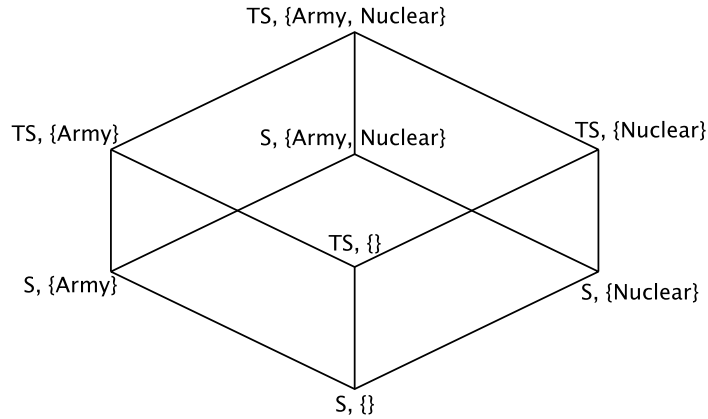 TS, {Army, Nuclear}
TS, {Army}
S, {Army, Nuclear}
TS, {Nuclear}
TS, {}
S, {Army}
S, {Nuclear}
S, {}